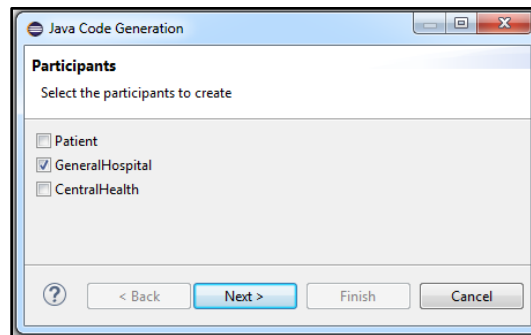 Java Code Generation
Participants
Select the participants to create
Patient
GeneralHospital
CentralHealth
? < Back Next > Finish Cancel